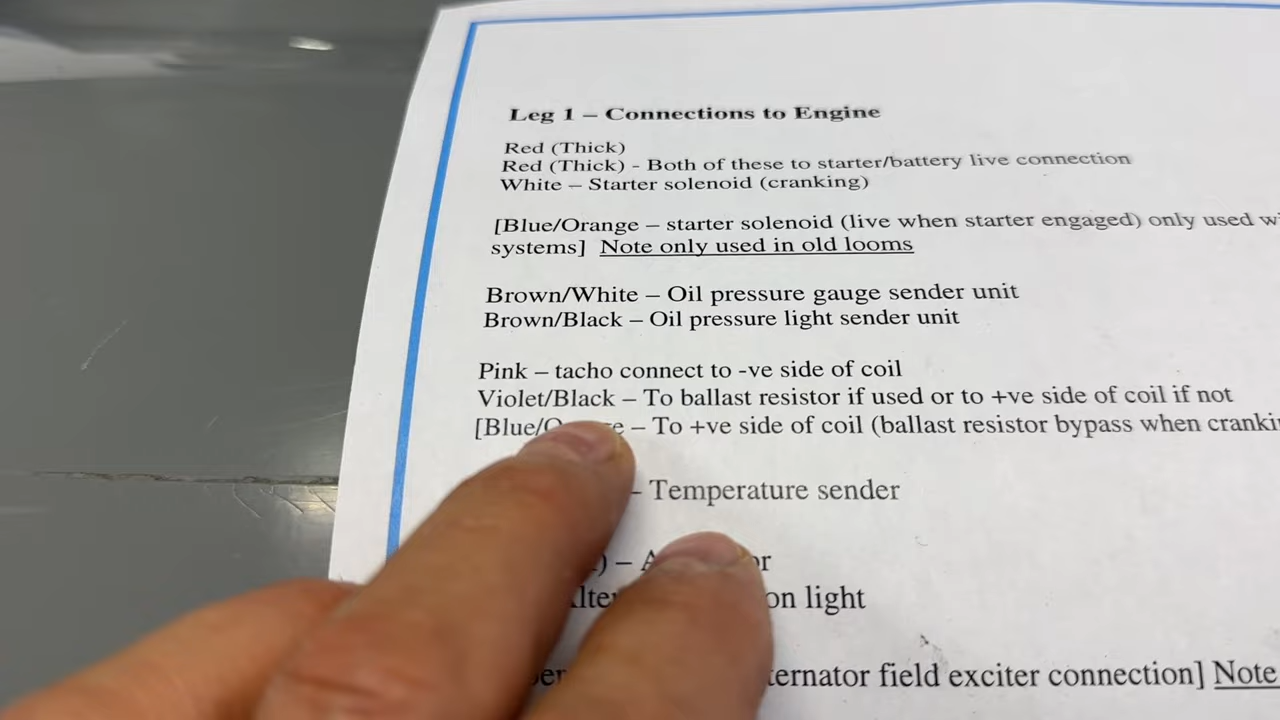 Leg 1 – Connections to Engine
Red (Thick)
Red (Thick) - Both of these to starter/battery live connection
White – Starter solenoid (cranking)
[Blue/Orange – starter solenoid (live when starter engaged) only used
systems] Note only used in old looms
Brown/White – Oil pressure gauge sender unit
Brown/Black – Oil pressure light sender unit
Pink – tacho connect to -ve side of coil
Violet/Black – To ballast resistor if used or to +ve side of coil if not
[Blue/ – To +ve side of coil (ballast resistor bypass when
- Temperature sender
) –
light
field exciter connection] Note